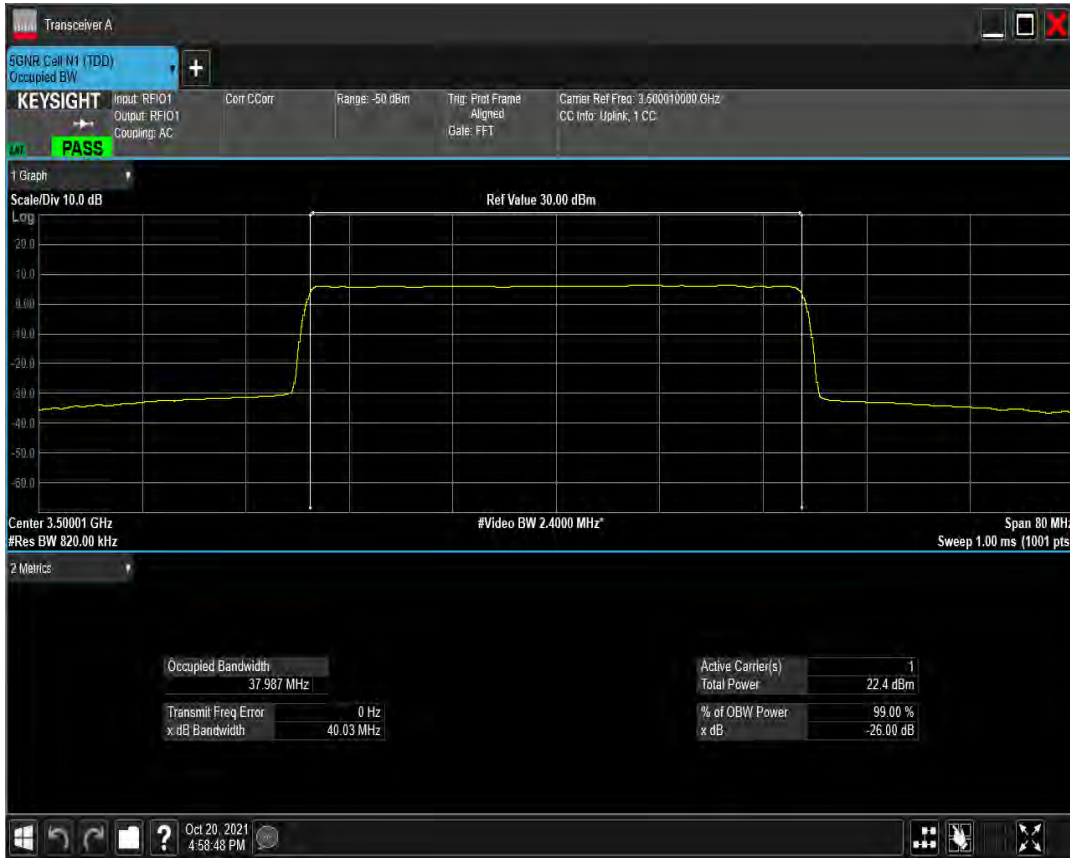 Transceiver A
5GNR Cell N1 (TDD)
Occupied BW
+
KEYSIGHT
Input: RFIO1
Output: RFIO1
Coupling: AC
Corr CCorr
Range: -50 dBm
Trig: Prot Frame
Aligned
Gate: FFT
Carrier Ref Freq: 3.500010000 GHz
CC Info: Uplink, 1 CC
PASS
1 Graph
Scale/Div 10.0 dB
Ref Value 30.00 dBm
Log
20.0
10.0
0.00
-10.0
-20.0
-30.0
-40.0
-50.0
-60.0
Center 3.50001 GHz
#Video BW 2.4000 MHz*
Span 80 MHz
#Res BW 820.00 kHz
Sweep 1.00 ms (1001 pts
2 Metrics
Occupied Bandwidth
37.987 MHz
Transmit Freq Error 0 Hz
x dB Bandwidth 40.03 MHz
Active Carrier(s) 1
Total Power 22.4 dBm
% of OBW Power 99.00 %
x dB -26.00 dB
?
Oct 20, 2021
4:58:48 PM